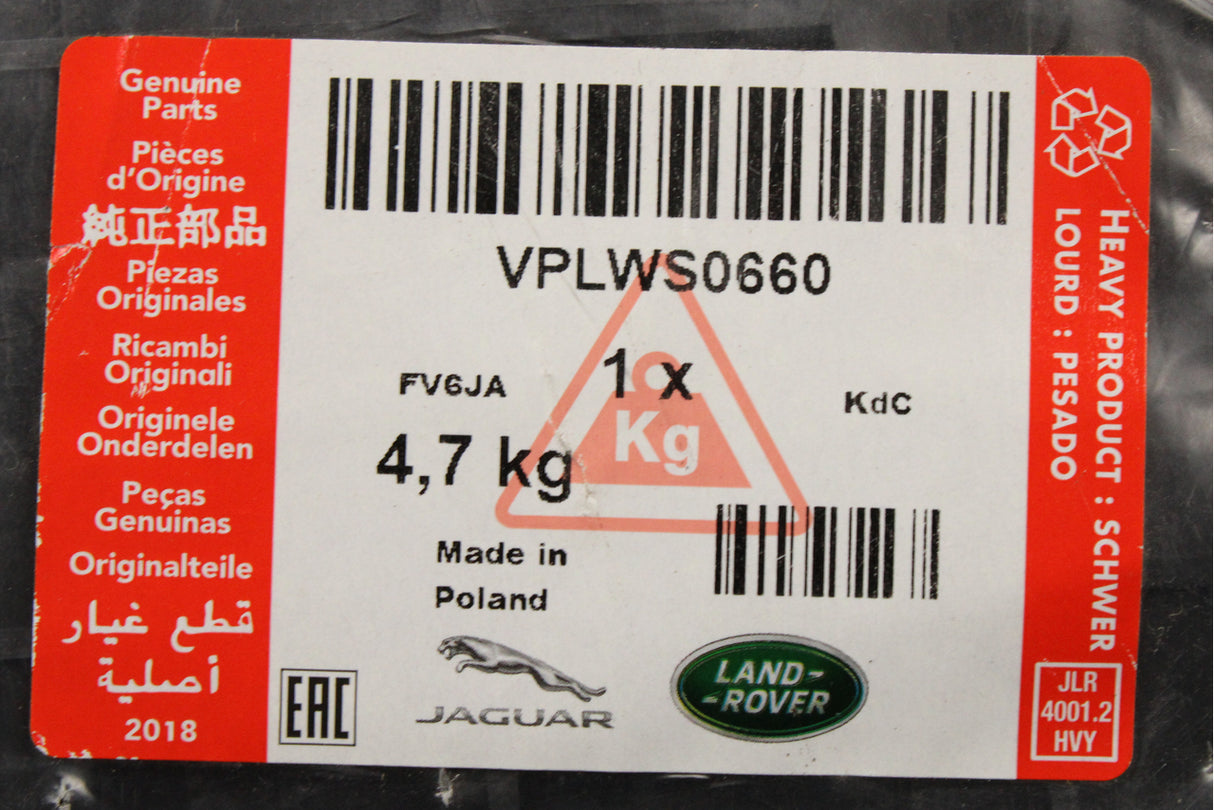 Genuine
Parts
Pièces
d'Origine
純正部品
Piezas
Originales
Ricambi
Originali
Originele
Onderdelen
Peças
Genuinas
Originalteile
قطع غيار
أصلية
2018
VPLWS0660
FV6JA
1 x
KdC
Kg
4,7 kg
Made in
Poland
EAC
JAGUAR
LAND-
-ROVER
HEAVY PRODUCT : SCHWER
LOURD : PESADO
JLR
4001.2
HVY